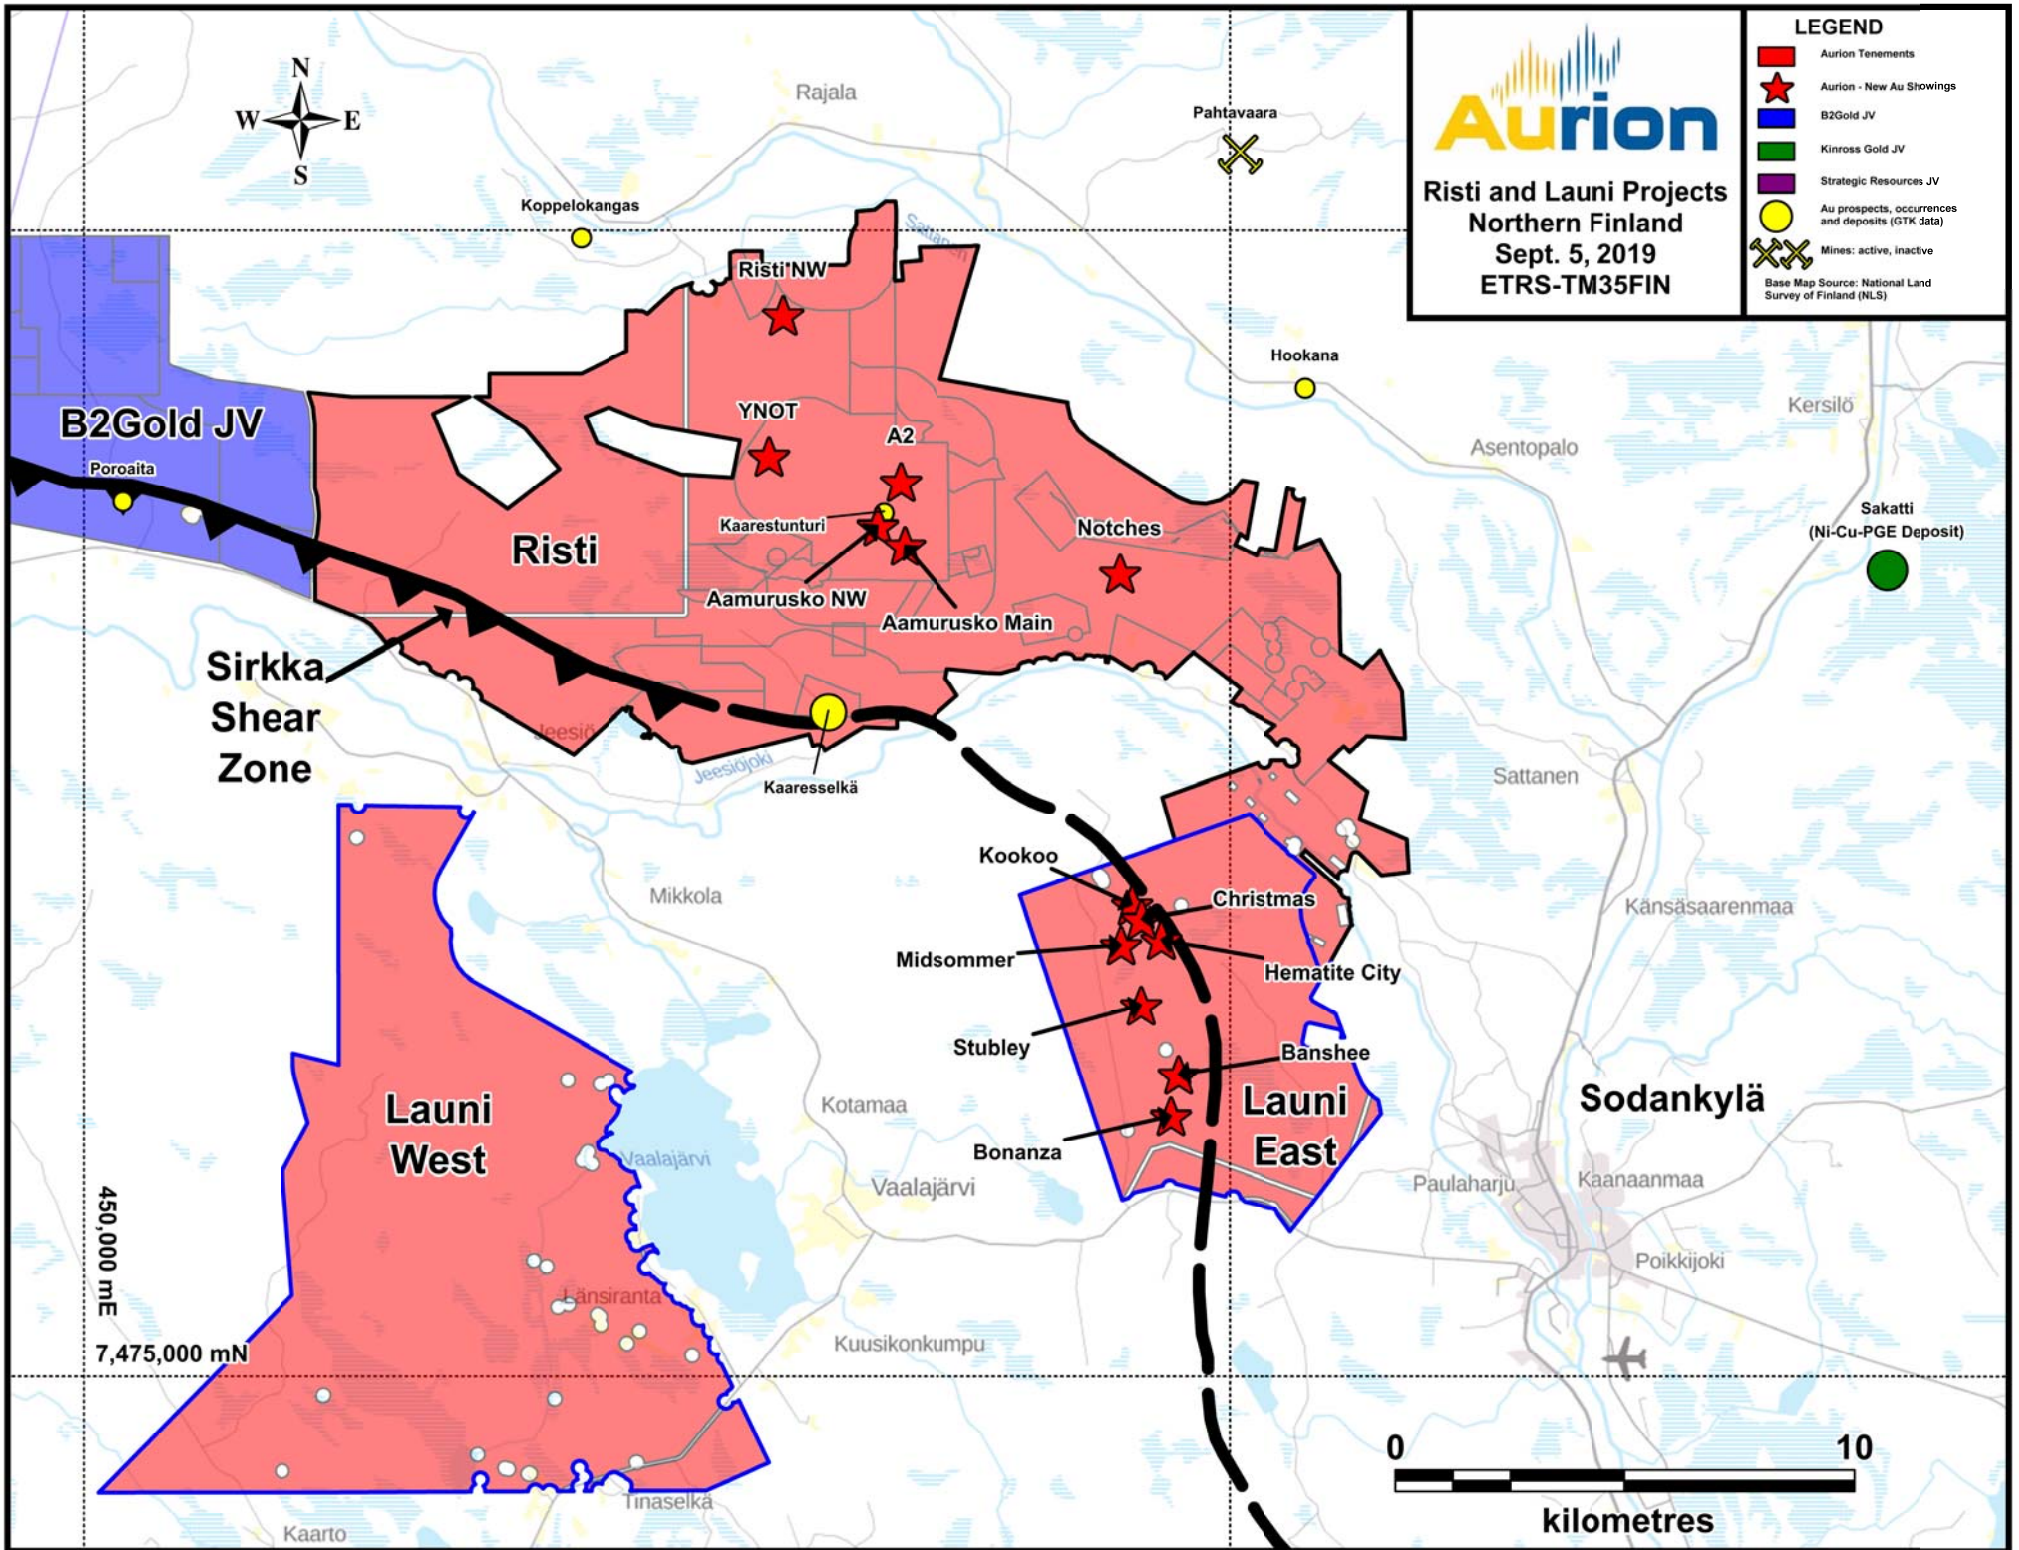 LEGEND
Aurion Tenements
Aurion - New Au Showings
B2Gold JV
Kinross Gold JV
Strategic Resources JV
Au prospects, occurrences
and deposits (GTK data)
Mines: active, inactive
Base Map Source: National Land
Survey of Finland (NLS)
Aurion
Risti and Launi Projects
Northern Finland
Sept. 5, 2019
ETRS-TM35FIN
N
W
E
S
Rajala
Pahtavaara
Koppelokangas
Sattanen
Risti NW
Hookana
Kersilö
B2Gold JV
YNOT
A2
Asentopalo
Poroaita
Sakatti
(Ni-Cu-PGE Deposit)
Kaarestunturi
Notches
Risti
Aamurusko NW
Aamurusko Main
Sirkka
Shear
Zone
Jeesiö
Jeesiöjoki
Kaaresselkä
Sattanen
Kookoo
Mikkola
Christmas
Känsäsaarenmaa
Midsommer
Hematite City
Stubley
Banshee
Launi
West
Kotamaa
Launi
East
Sodankylä
Bonanza
Vaalajärvi
Vaalajärvi
Paulaharju
Kaanaanmaa
450,000 mE
Poikkijoki
Länsiranta
7,475,000 mN
Kuusikonkumpu
0
10
kilometres
Tinaselkä
Kaarto